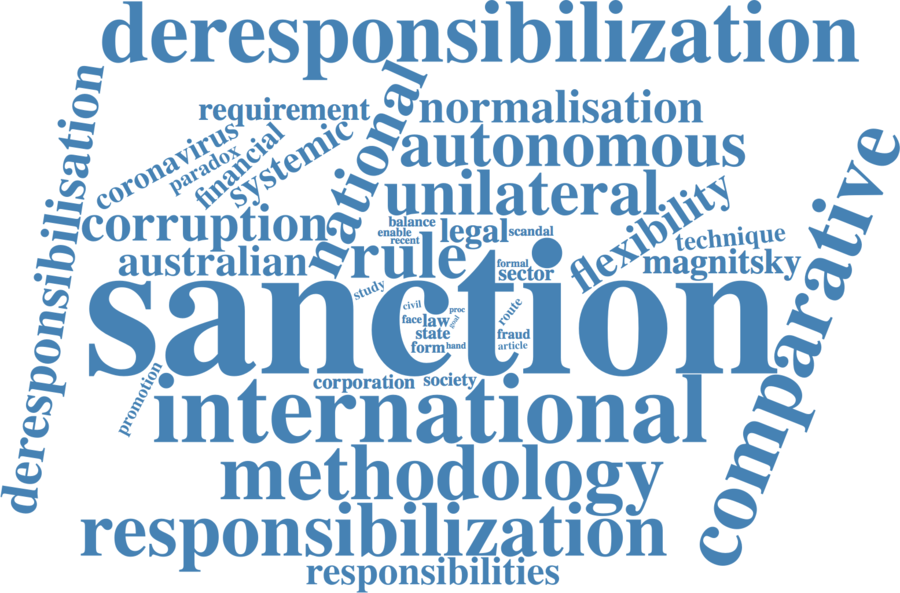 deresponsibilization
deresponsibilisation
requirement
national
normalisation
coronavirus
paradox
financial
systemic
autonomous
comparative
unilateral
flexibility
corruption
balance
enable
recent
legal
scandal
technique
australian
rule
formal
sector
magnitsky
sanction
study
civil
proc
route
face
law
goal
state
fraud
form
hand
article
promotion
corporation
society
international
methodology
responsibilization
responsibilities